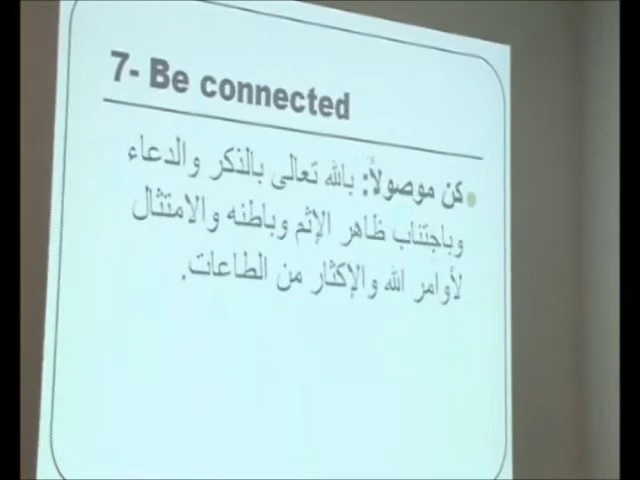 7- Be connected
كن موصولاً: بالله تعالى بالذكر والدعاء
وباجتناب ظاهر الإثم وباطنه والامتثال
لأوامر الله والإكثار من الطاعات.